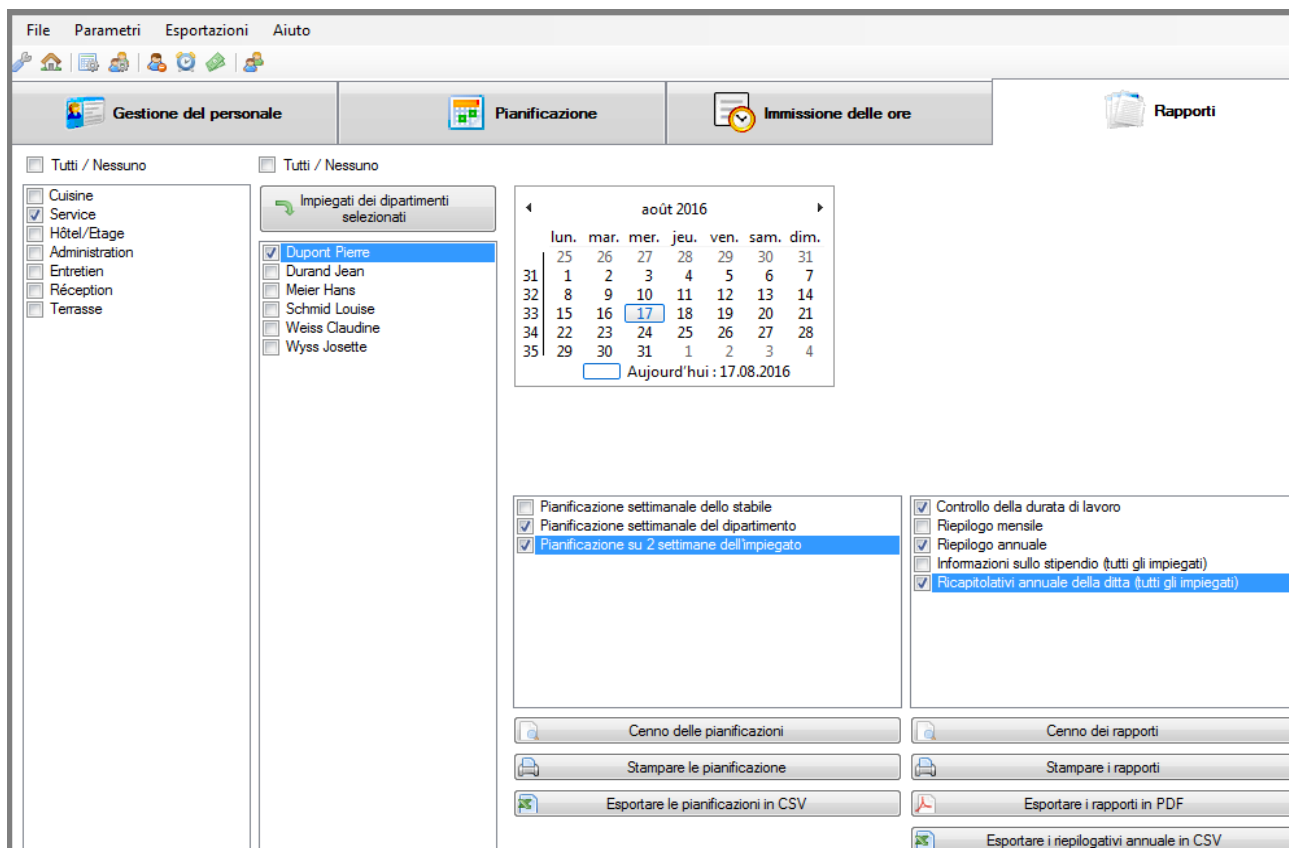 File Parametri Esportazioni Aiuto
Gestione del personale Pianificazione Immissione delle ore Rapporti
Tutti / Nessuno
Cuisine
Service
Hôtel/Etage
Administration
Entretien
Réception
Terrasse
Tutti / Nessuno
Impiegati dei dipartimenti
selezionati
Dupont Pierre
Durand Jean
Meier Hans
Schmid Louise
Weiss Claudine
Wyss Josette
août 2016
lun. mar. mer. jeu. ven. sam. dim.
25 26 27 28 29 30 31
31 1 2 3 4 5 6 7
32 8 9 10 11 12 13 14
33 15 16 17 18 19 20 21
34 22 23 24 25 26 27 28
35 29 30 31 1 2 3 4
Aujourd'hui : 17.08.2016
Pianificazione settimanale dello stabile
Pianificazione settimanale del dipartimento
Pianificazione su 2 settimane dell'impiegato
Cenno delle pianificazioni
Stampare le pianificazione
Esportare le pianificazioni in CSV
Controllo della durata di lavoro
Riepilogo mensile
Riepilogo annuale
Informazioni sullo stipendio (tutti gli impiegati)
Ricapitolativi annuale della ditta (tutti gli impiegati)
Cenno dei rapporti
Stampare i rapporti
Esportare i rapporti in PDF
Esportare i riepilogativi annuale in CSV